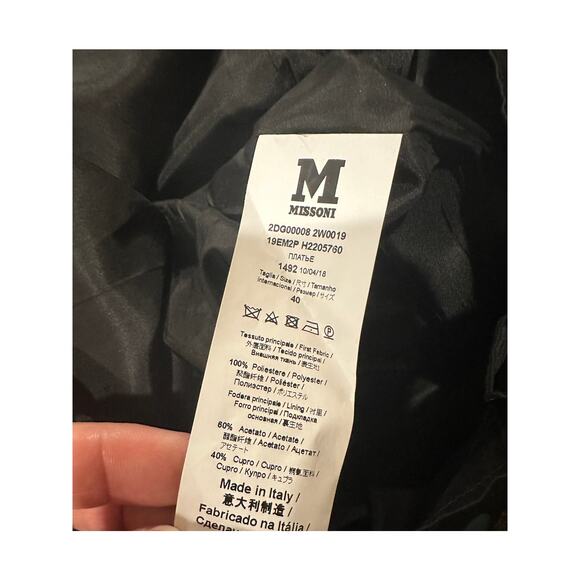 M
MISSONI
2DG00008 2W0019
19EM2P H2205760
ПЛАТЬЕ
1492 10/04/18
Taglia / Size / 尺寸 / Tamanho
internacional / Размер / サイズ
40
Tessuto principale / First Fabric /
外覆面料 / Tecido principal /
Внешняя ткань / 表生地
100% Poliestere / Polyester /
聚酯纤维 / Poliéster /
Полиэстер / ポリエステル
Fodera principale / Lining / 衬里 /
Forro principal / Подкладка
основная / 裏生地
60% Acetato / Acetate /
醋酯纤维 / Acetato / Ацетат /
アセテート
40% Cupro / Cupro / 铜氨纤维 /
Cupro / Купро / キュプラ
Made in Italy /
意大利制造 /
Fabricado na Itália /